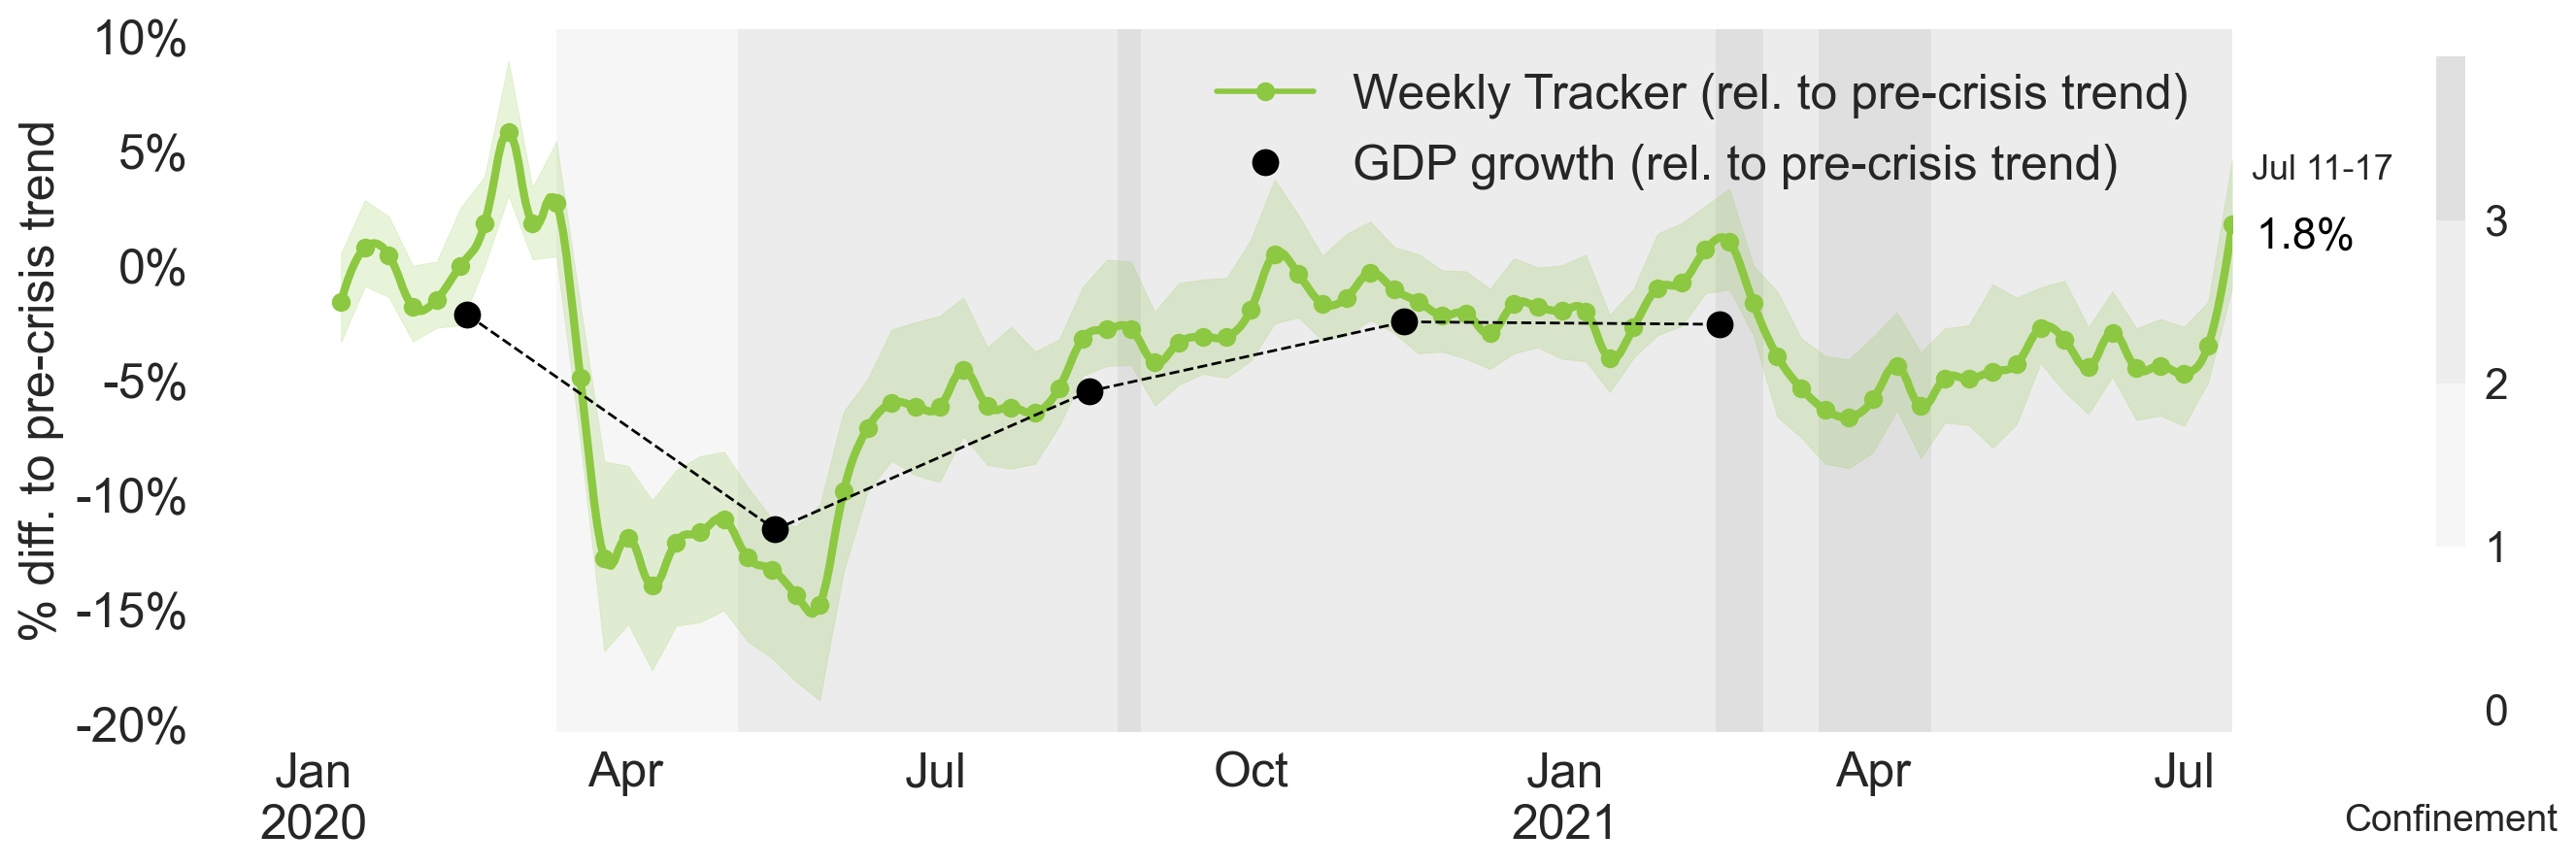 10%
5%
0%
-5%
-10%
-15%
-20%
% diff. to pre-crisis trend
Weekly Tracker (rel. to pre-crisis trend)
GDP growth (rel. to pre-crisis trend)
Jul 11-17
1.8%
3
2
1
0
Jan
2020
Apr
Jul
Oct
Jan
2021
Apr
Jul
Confinement